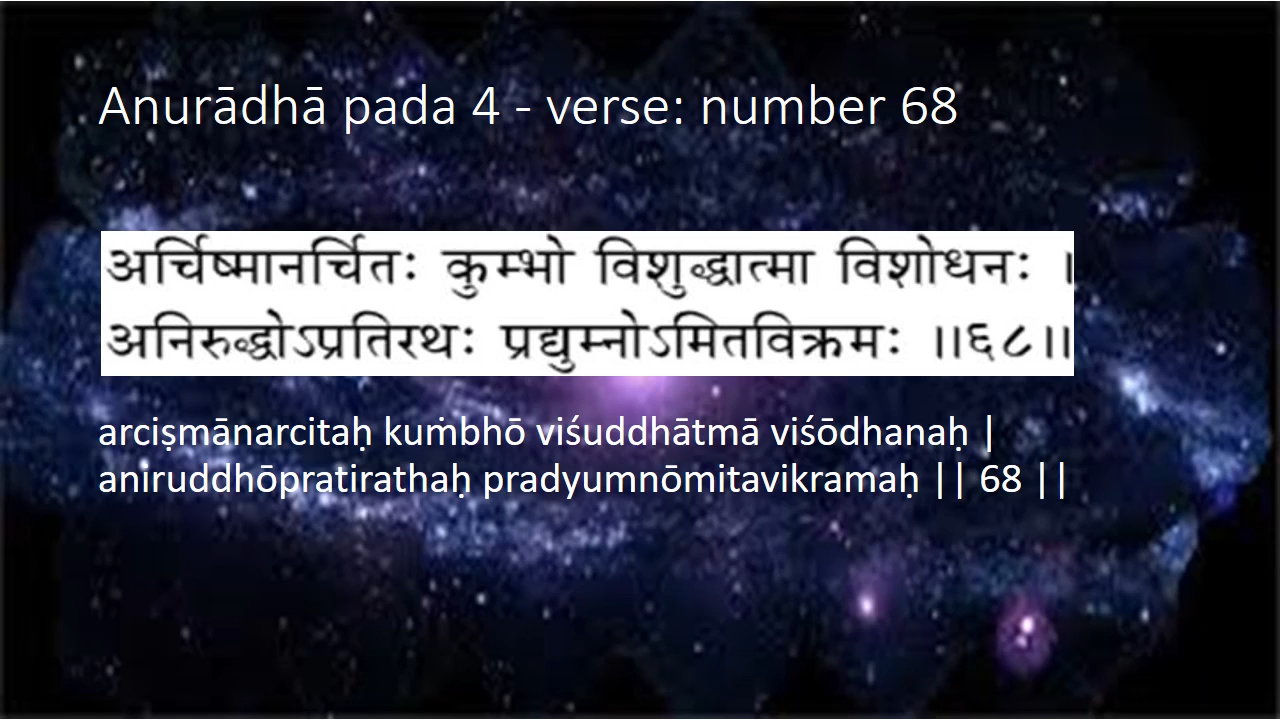 Anurādhā pada 4 - verse: number 68
अर्चिष्मानर्चितः कुम्भो विशुद्धात्मा विशोधनः ।
अनिरुद्धोऽप्रतिरथः प्रद्युम्नोऽमितविक्रमः ।।६८।।
arciṣmānarcitaḥ kuṁbhō viśuddhātmā viśōdhanaḥ |
aniruddhōpratirathaḥ pradyumnōmitavikramaḥ || 68 ||